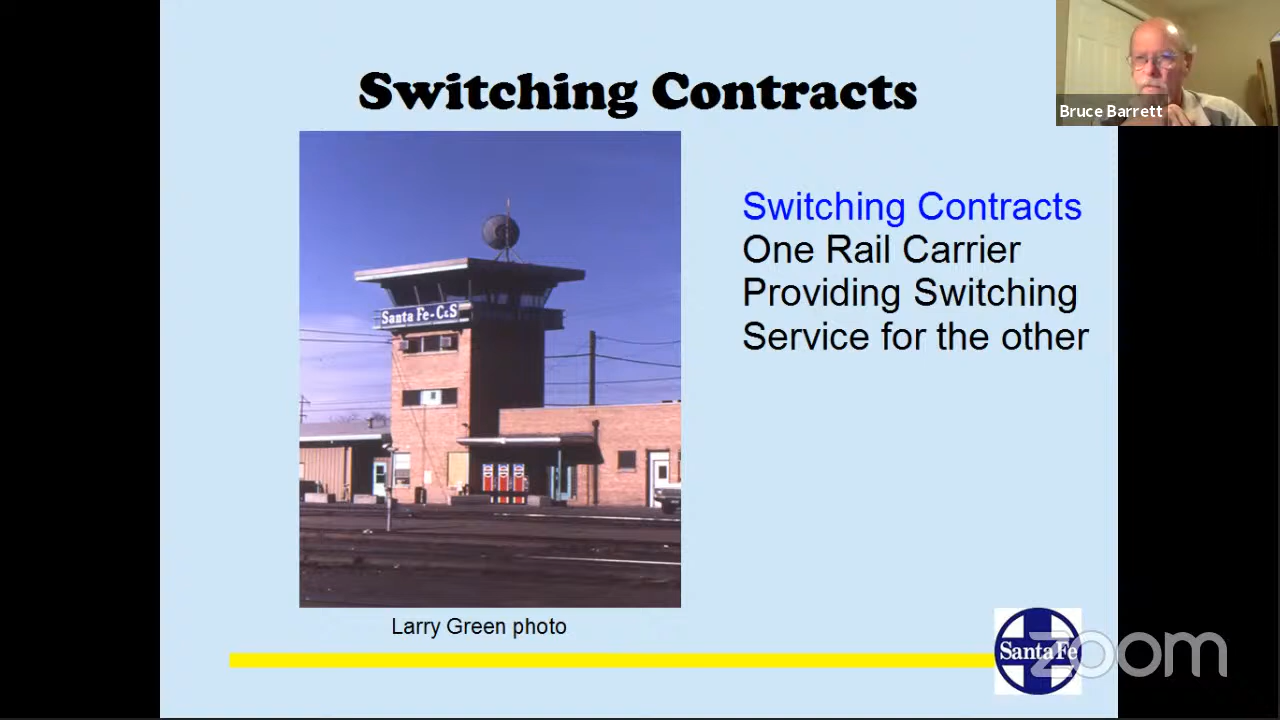 Switching Contracts
Bruce Barrett
Santa Fe - C&S
Switching Contracts
One Rail Carrier
Providing Switching
Service for the other
Larry Green photo
Santa Fe
zoom